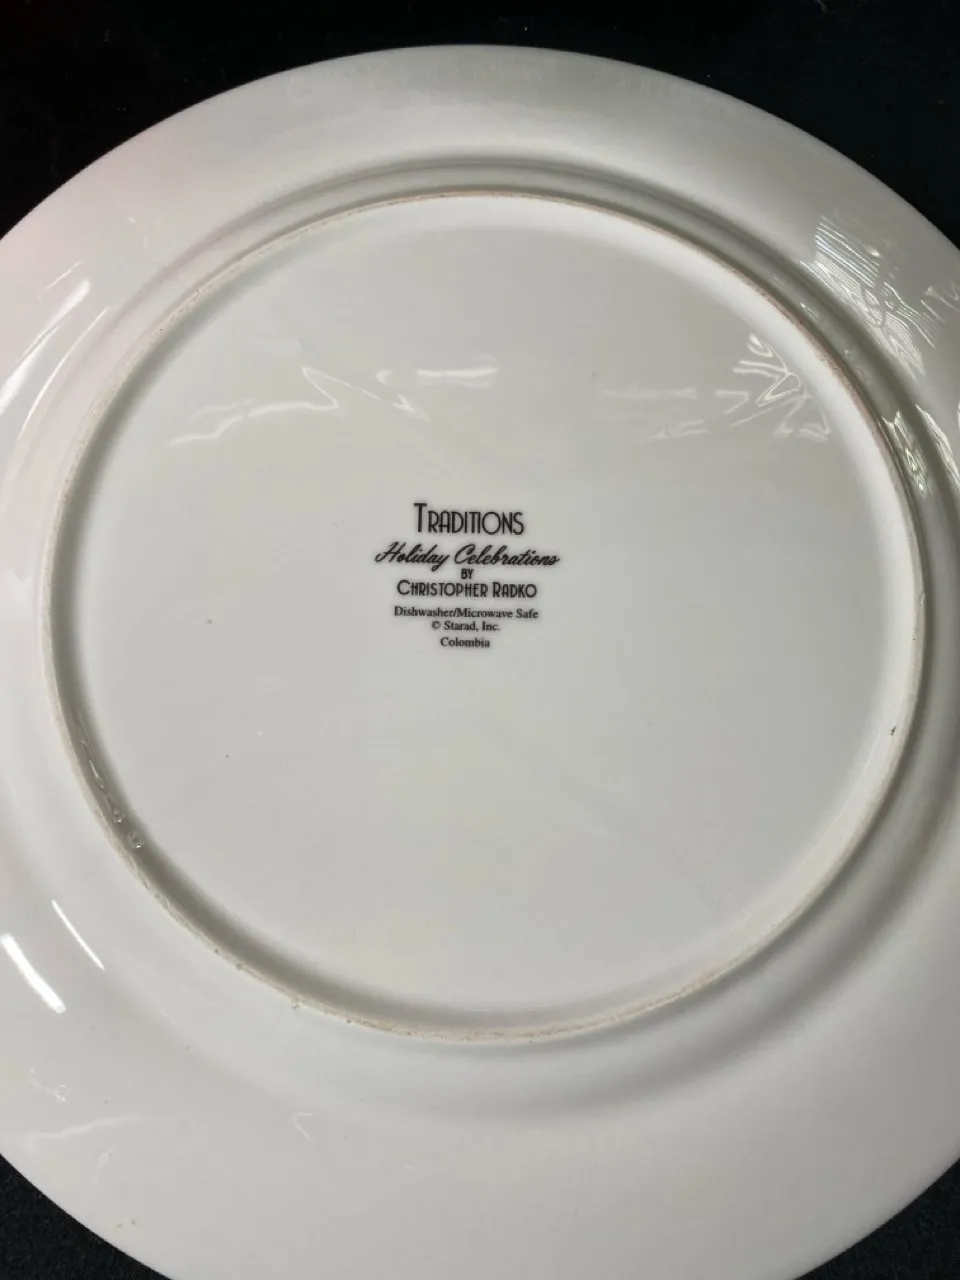 TRADITIONS
Holiday Celebrations
BY
CHRISTOPHER RADKO
Dishwasher/Microwave Safe
© Starad, Inc.
Colombia